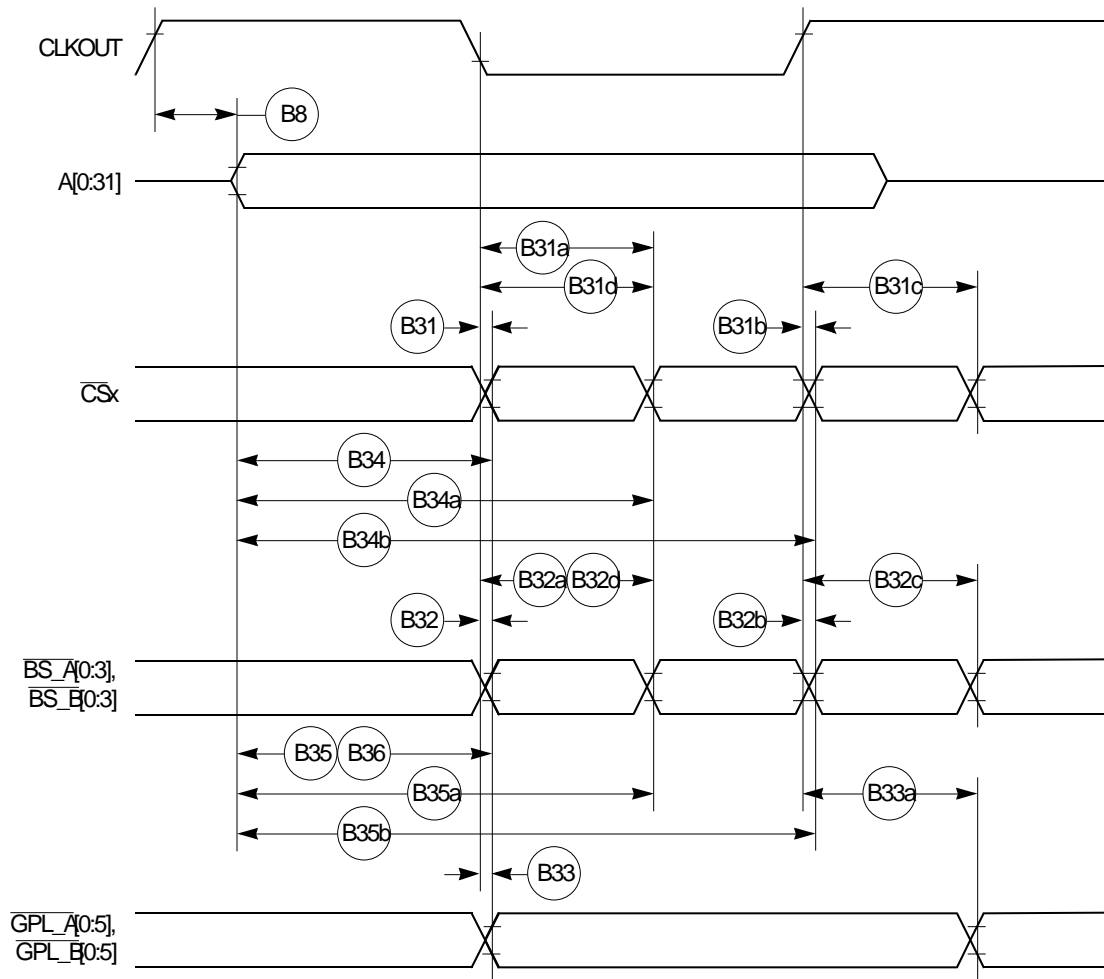 CLKOUT
B8
A[0:31]
B31a
B31d
B31c
B31
B31b
CSx
B34
B34a
B34b
B32a B32d
B32c
B32
B32b
BS_A[0:3],
BS_B[0:3]
B35 B36
B35a
B33a
B35b
B33
GPL_A[0:5],
GPL_B[0:5]